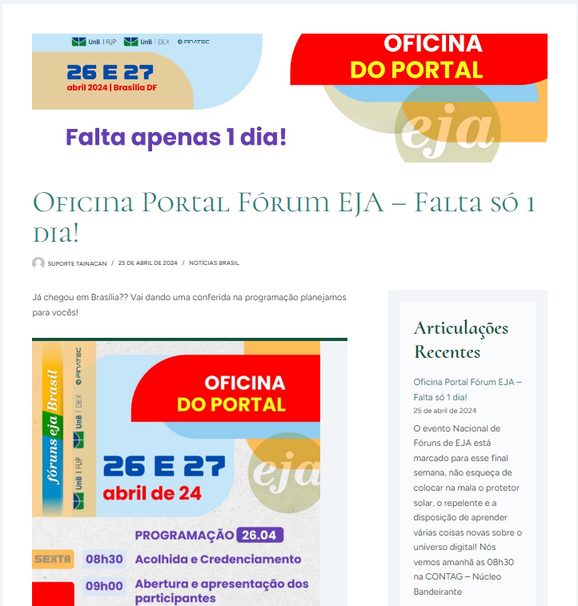 UnB | FUP UnB | DEX FINATEC
26 E 27
abril 2024 | Brasília DF
Falta apenas 1 dia!
OFICINA
DO PORTAL
eja
Oficina Portal Fórum EJA – Falta só 1
dia!
SUPORTE TAINACAN / 25 DE ABRIL DE 2024 / NOTÍCIAS BRASIL
Já chegou em Brasília?? Vai dando uma conferida na programação planejamos
para vocês!
fóruns eja Brasil
UnB | FUP UnB | DEX FINATEC
OFICINA
DO PORTAL
26 E 27
abril de 24
eja
PROGRAMAÇÃO 26.04
SEXTA 08h30 Acolhida e Credenciamento
09h00 Abertura e apresentação dos
participantes
Articulações
Recentes
Oficina Portal Fórum EJA –
Falta só 1 dia!
25 de abril de 2024
O evento Nacional de
Fóruns de EJA está
marcado para esse final
semana, não esqueça de
colocar na mala o protetor
solar, o repelente e a
disposição de aprender
várias coisas novas sobre o
universo digital! Nós
vemos amanhã as 08h30
na CONTAG – Núcleo
Bandeirante